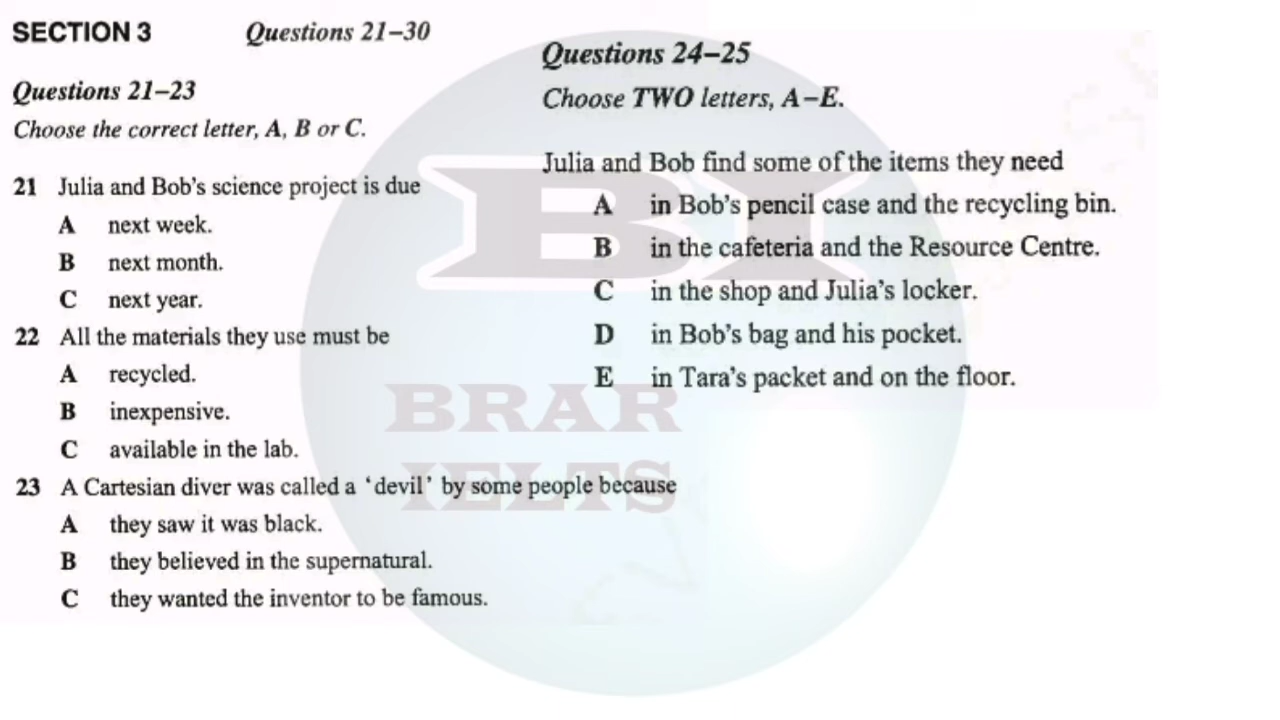 SECTION 3 Questions 21–30
Questions 21–23
Choose the correct letter, A, B or C.
21 Julia and Bob's science project is due
A next week.
B next month.
C next year.
22 All the materials they use must be
A recycled.
B inexpensive.
C available in the lab.
23 A Cartesian diver was called a ‘devil’ by some people because
A they saw it was black.
B they believed in the supernatural.
C they wanted the inventor to be famous.
Questions 24–25
Choose TWO letters, A–E.
Julia and Bob find some of the items they need
A in Bob's pencil case and the recycling bin.
B in the cafeteria and the Resource Centre.
C in the shop and Julia's locker.
D in Bob's bag and his pocket.
E in Tara's packet and on the floor.
BI
BRAR
IELTS